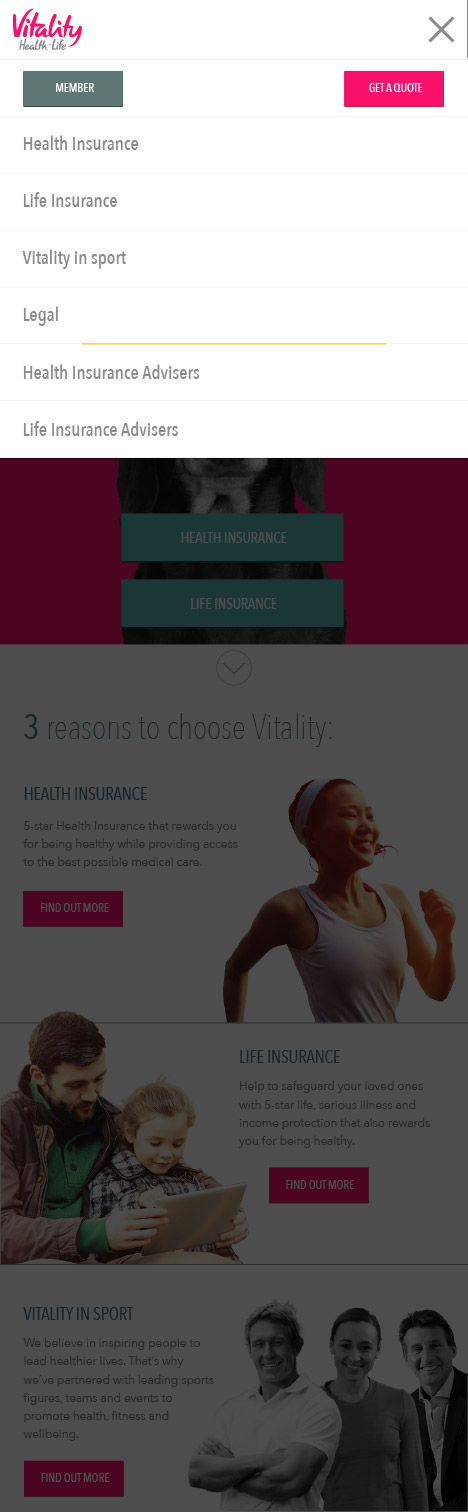 Vitality
Health · Life
MEMBER
GET A QUOTE
Health Insurance
Life Insurance
Vitality in sport
Legal
Health Insurance Advisers
Life Insurance Advisers
HEALTH INSURANCE
LIFE INSURANCE
3 reasons to choose Vitality:
HEALTH INSURANCE
5-star Health Insurance that rewards you
for being healthy while providing access
to the best possible medical care.
FIND OUT MORE
LIFE INSURANCE
Help to safeguard your loved ones
with 5-star life, serious illness and
income protection that also rewards
you for being healthy.
FIND OUT MORE
VITALITY IN SPORT
We believe in inspiring people to
lead healthier lives. That's why
we've partnered with leading sports
figures, teams and events to
promote health, fitness and
wellbeing.
FIND OUT MORE